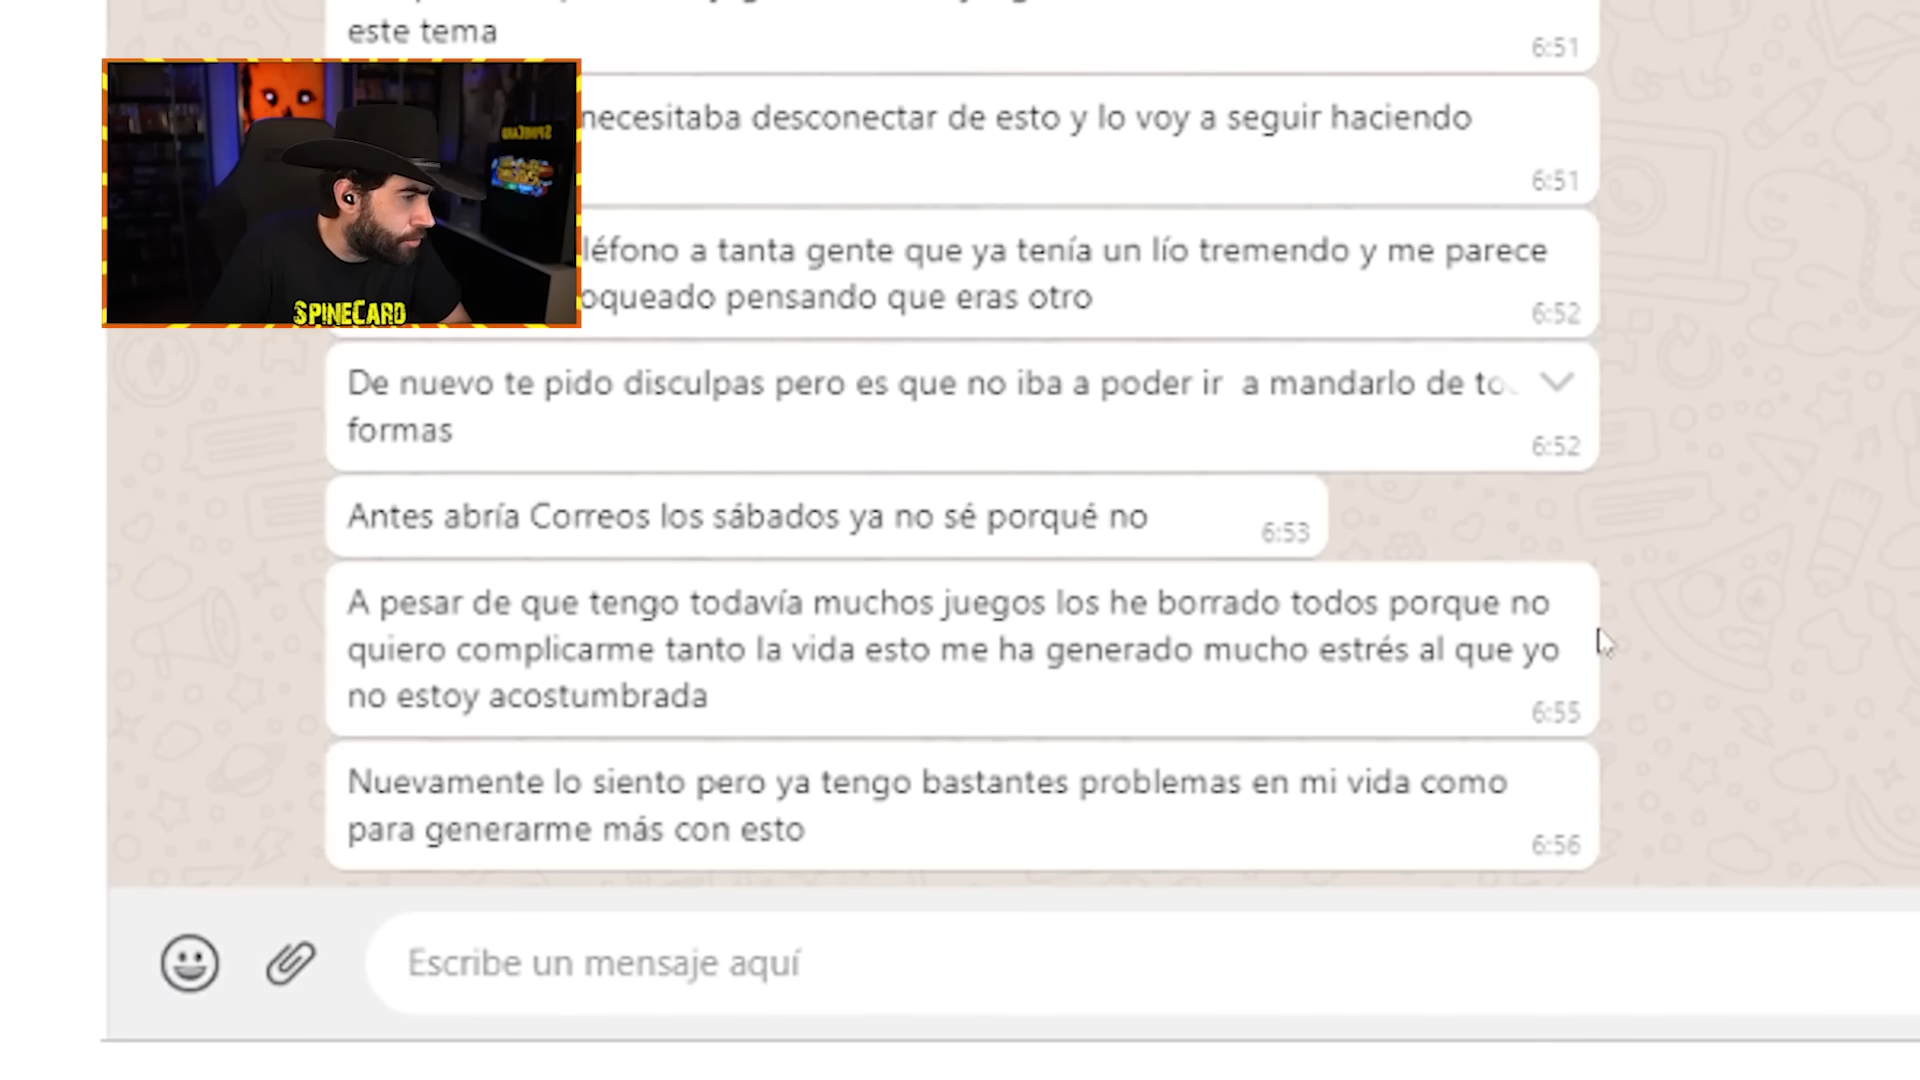 este tema
6:51
necesitaba desconectar de esto y lo voy a seguir haciendo
6:51
léfono a tanta gente que ya tenía un lío tremendo y me parece
oqueado pensando que eras otro
6:52
De nuevo te pido disculpas pero es que no iba a poder ir a mandarlo de to
formas
6:52
Antes abría Correos los sábados ya no sé porqué no
6:53
A pesar de que tengo todavía muchos juegos los he borrado todos porque no
quiero complicarme tanto la vida esto me ha generado mucho estrés al que yo
no estoy acostumbrada
6:55
Nuevamente lo siento pero ya tengo bastantes problemas en mi vida como
para generarme más con esto
6:56
Escribe un mensaje aquí
SPINECARD
SPINECARD